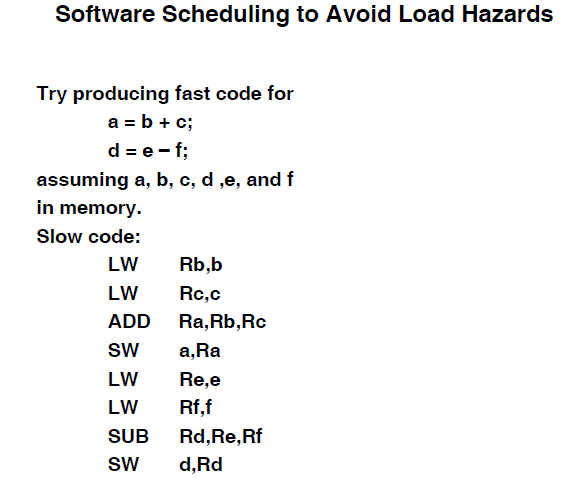 Software Scheduling to Avoid Load Hazards
Try producing fast code for
a = b + c;
d = e − f;
assuming a, b, c, d ,e, and f
in memory.
Slow code:
LW Rb,b
LW Rc,c
ADD Ra,Rb,Rc
SW a,Ra
LW Re,e
LW Rf,f
SUB Rd,Re,Rf
SW d,Rd